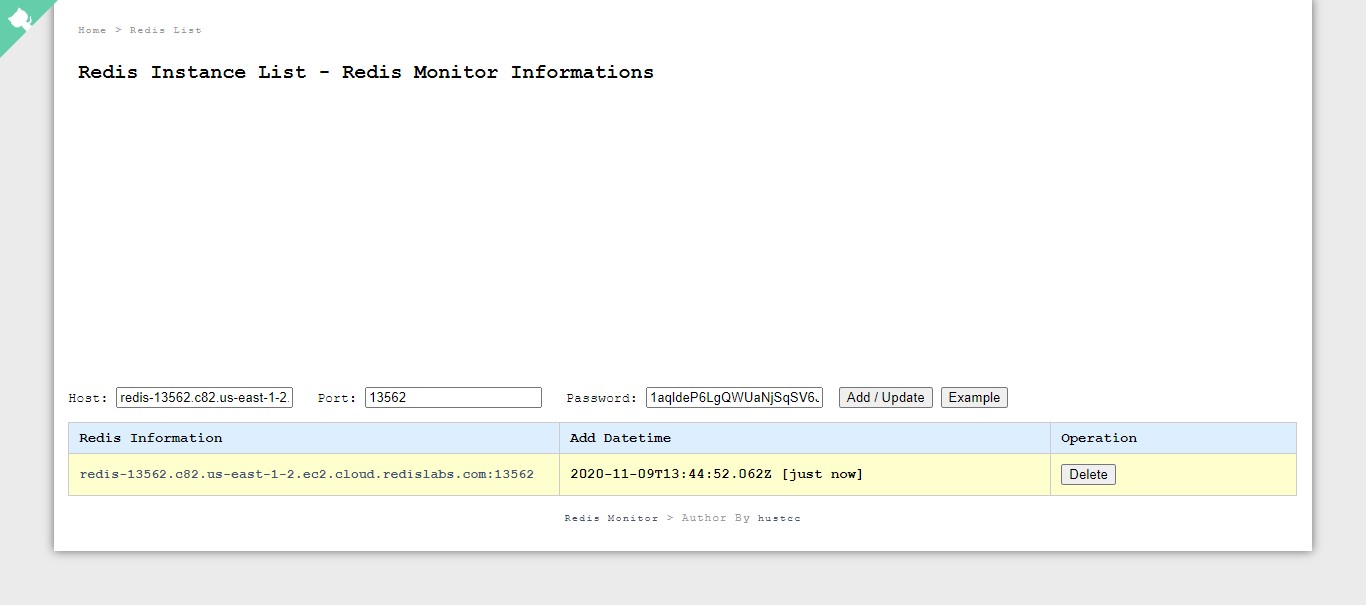 Home > Redis List
Redis Instance List - Redis Monitor Informations
Host: redis-13562.c82.us-east-1-2. Port: 13562 Password: Add / Update Example
Redis Information Add Datetime Operation
redis-13562.c82.us-east-1-2.ec2.cloud.redislabs.com:13562 2020-11-09T13:44:52.062Z [just now] Delete
Redis Monitor > Author By hustcc